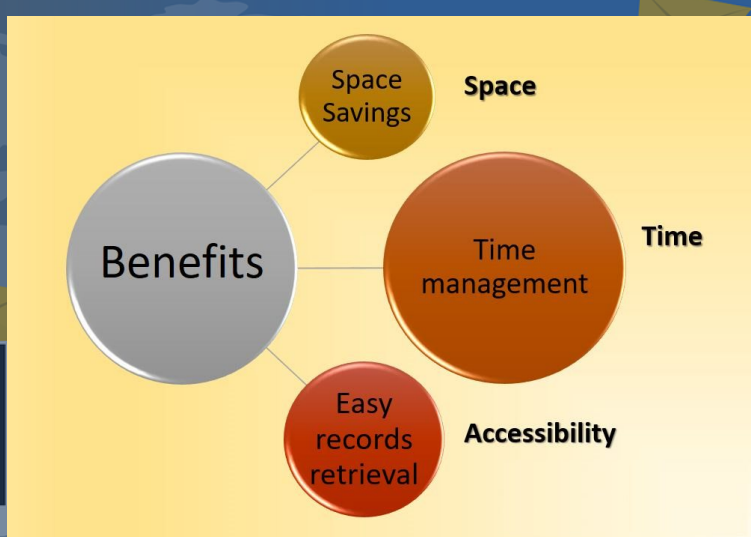 Space
Savings
Space
Benefits
Time
management
Time
Easy
records
retrieval
Accessibility